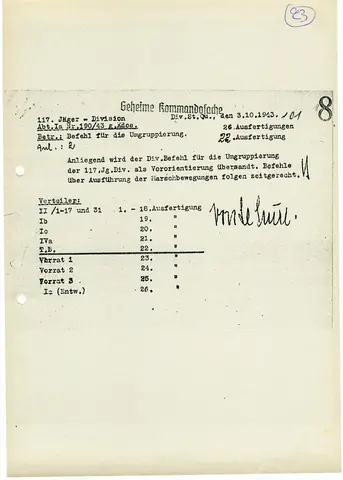 83
Geheime Kommandosache
117. Jäger - Division
Div.St.Qu., den 3.10.1943. 101
8
Abt.Ia Nr.190/43 g.Kdos.
26 Ausfertigungen
Betr.: Befehl für die Umgruppierung.
22. Ausfertigung
Anl.: 2
Anliegend wird der Div.Befehl für die Umgruppierung
der 117.Jg.Div. als Vororientierung übersandt. Befehle
über Ausführung der Marschbewegungen folgen zeitgerecht.
Verteiler:
II /1-17 und 31 1. - 18.Ausfertigung
Ib 19. "
Ic 20. "
IVa 21. "
T.B. 22. "
Vorrat 1 23. "
Vorrat 2 24. "
Vorrat 3 25. "
Ia (Entw.) 26. "